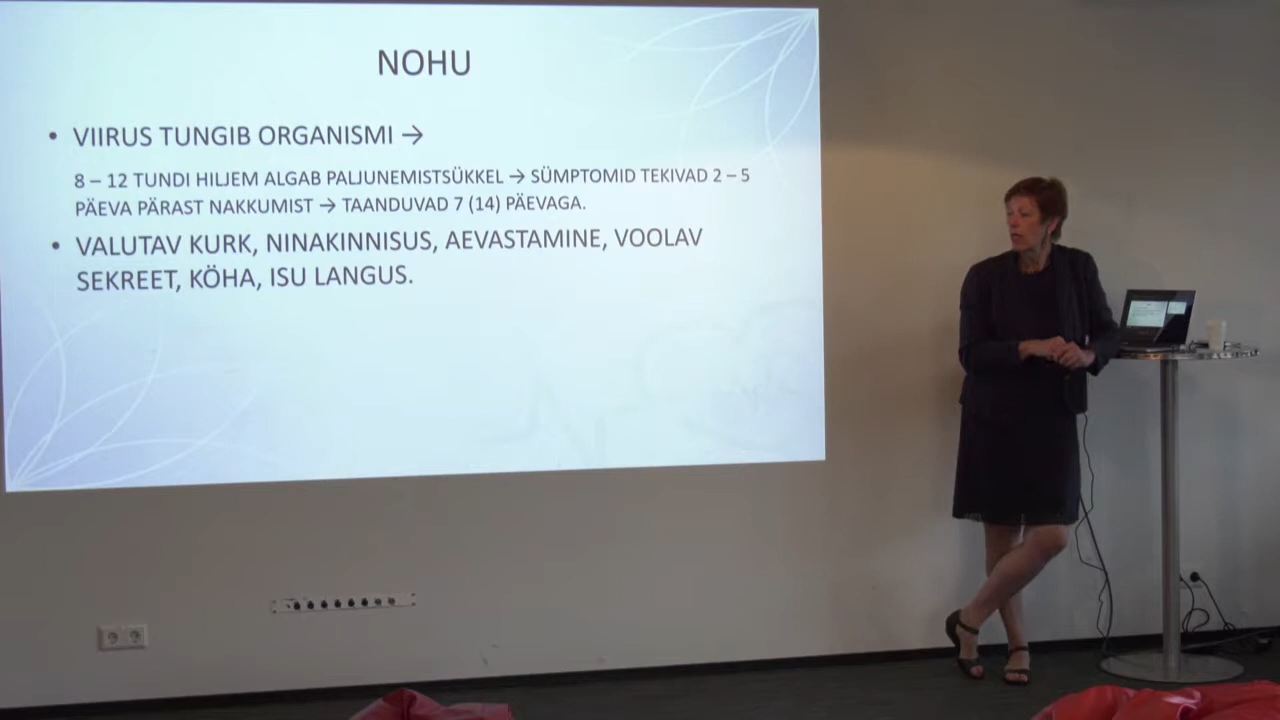 NOHU
• VIIRUS TUNGIB ORGANISMI →
8 – 12 TUNDI HILJEM ALGAB PALJUNEMISTSÜKKEL → SÜMPTOMID TEKIVAD 2 – 5
PÄEVA PÄRAST NAKKUMIST → TAANDUVAD 7 (14) PÄEVAGA.
• VALUTAV KURK, NINAKINNISUS, AEVASTAMINE, VOOLAV
SEKREET, KÖHA, ISU LANGUS.